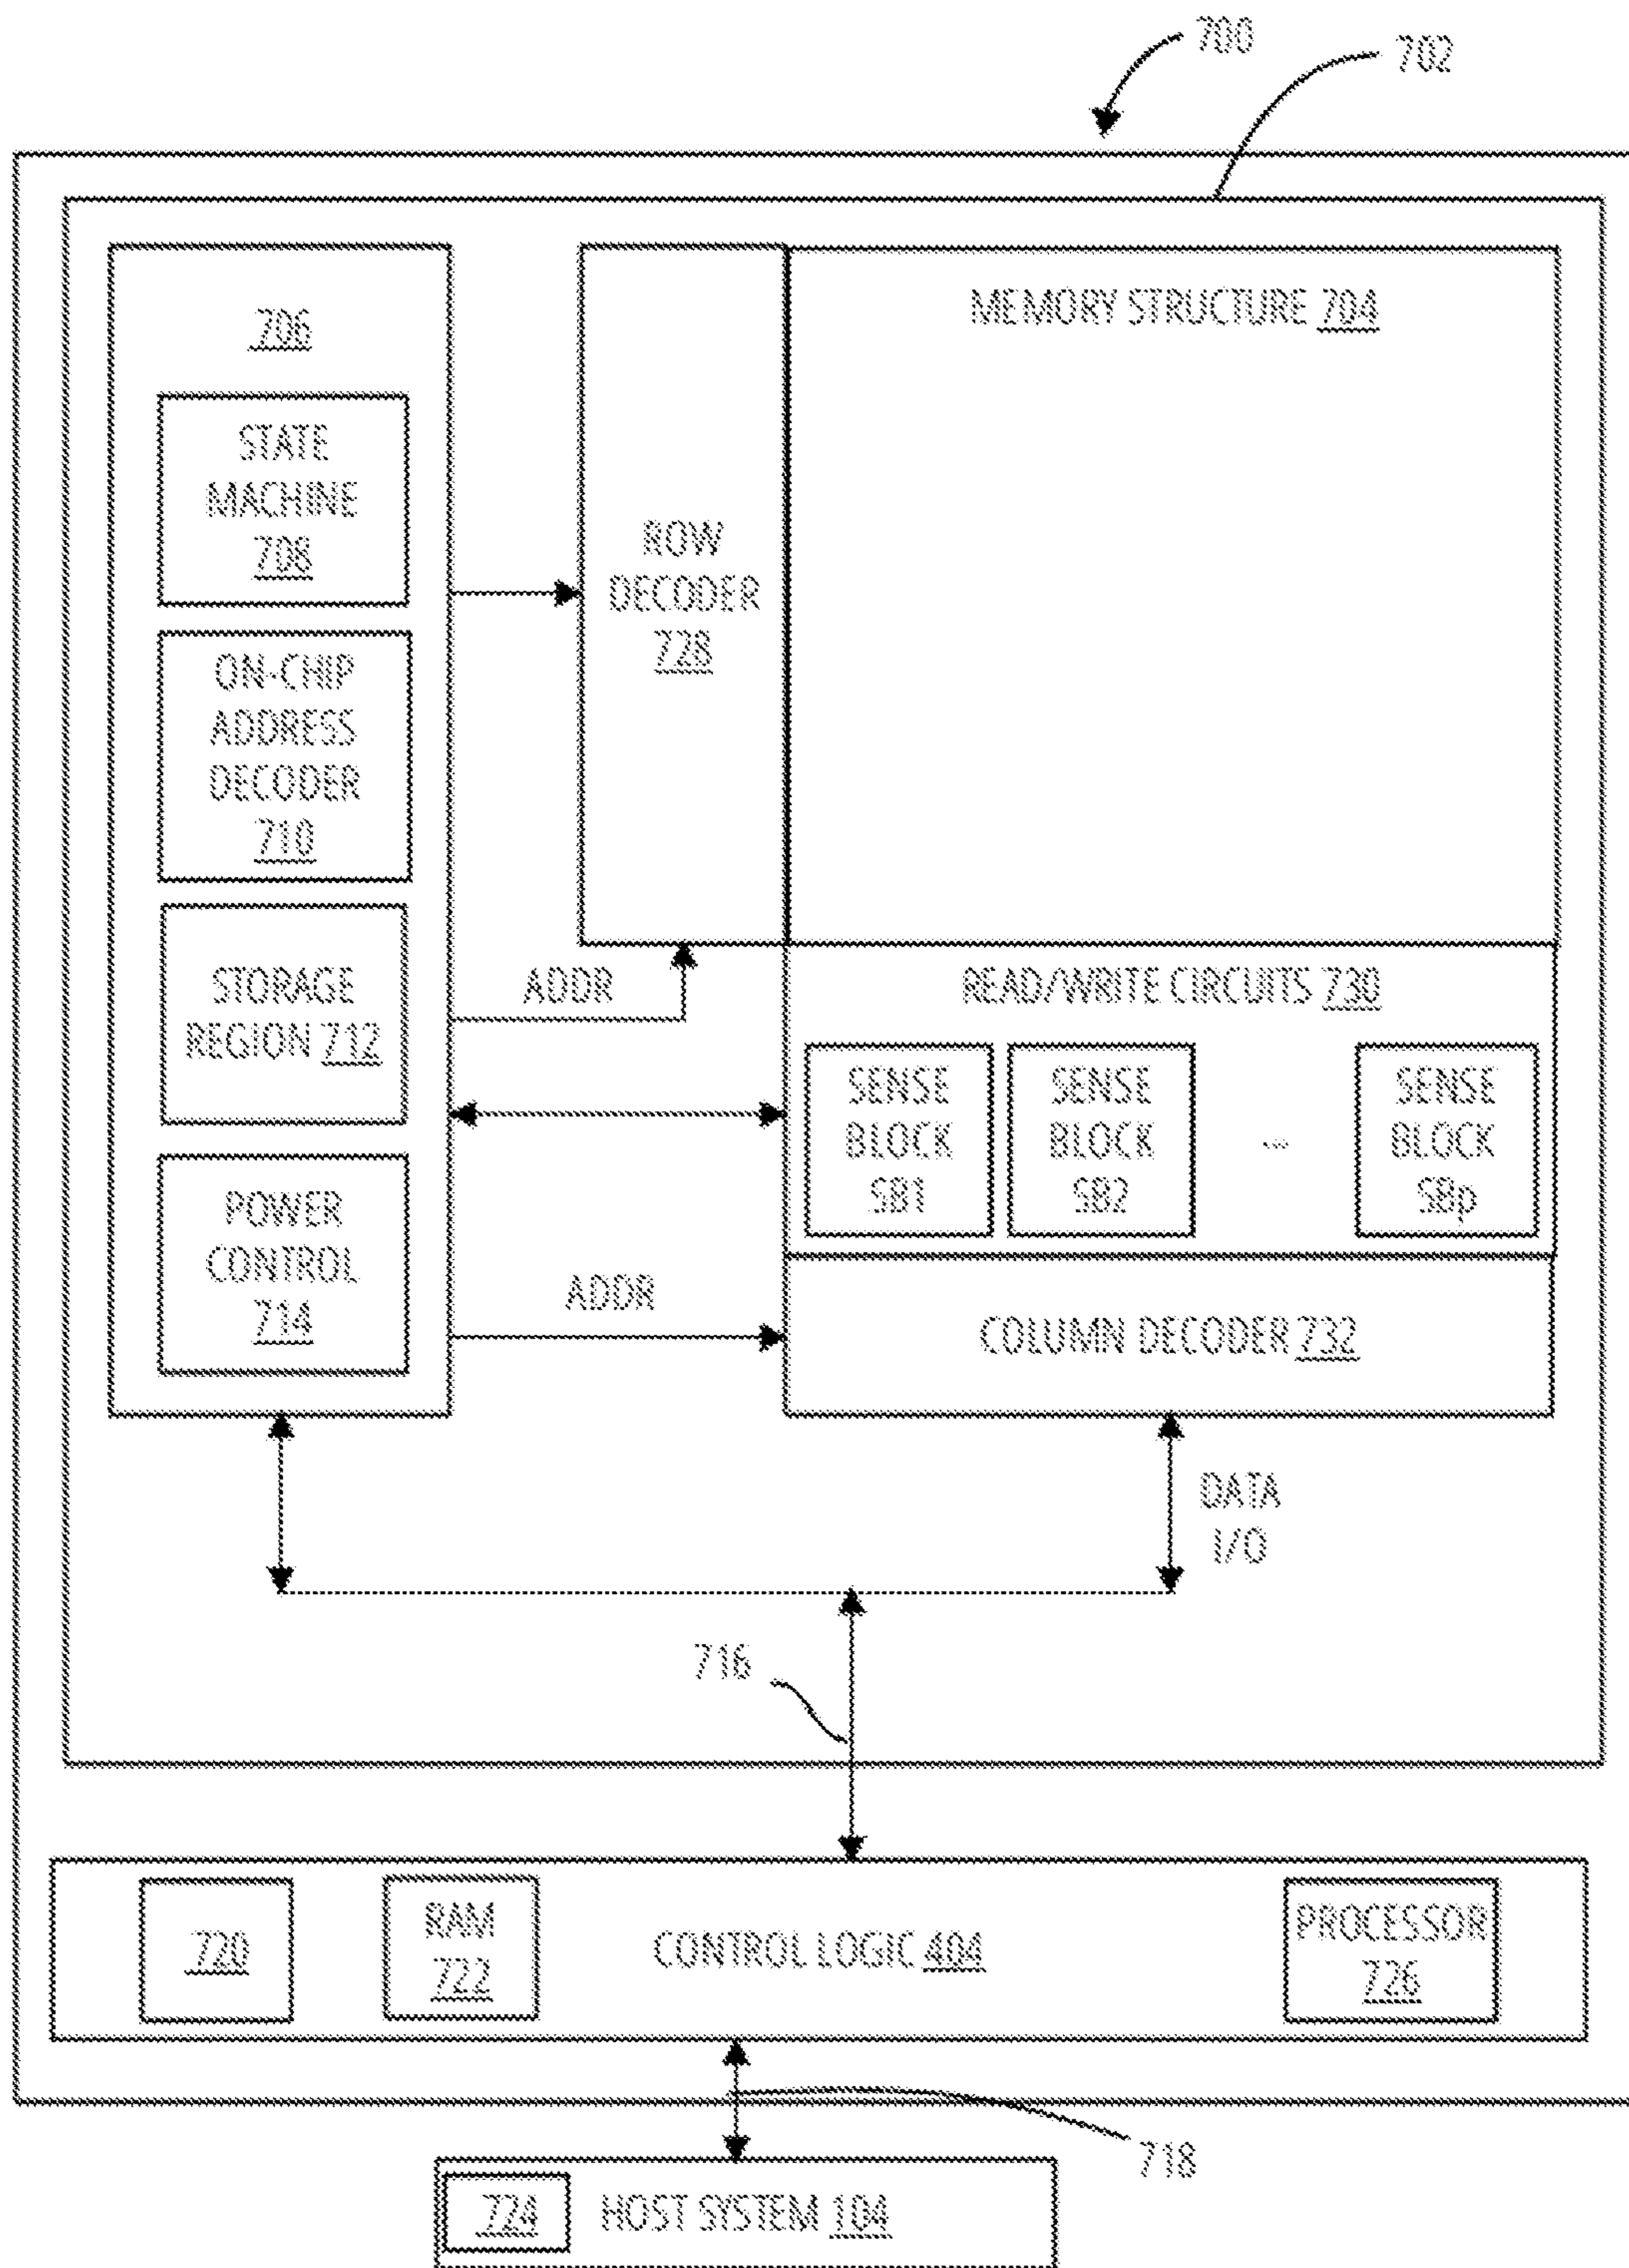 700
702
706
MEMORY STRUCTURE 704
STATE
MACHINE
708
ROW
DECODER
728
ON-CHIP
ADDRESS
DECODER
710
STORAGE
REGION 712
ADDR
READ/WRITE CIRCUITS 730
SENSE
BLOCK
SB1
SENSE
BLOCK
SB2
...
SENSE
BLOCK
SBp
POWER
CONTROL
714
ADDR
COLUMN DECODER 732
DATA
I/O
716
720
RAM
722
CONTROL LOGIC 404
PROCESSOR
726
718
724
HOST SYSTEM 104